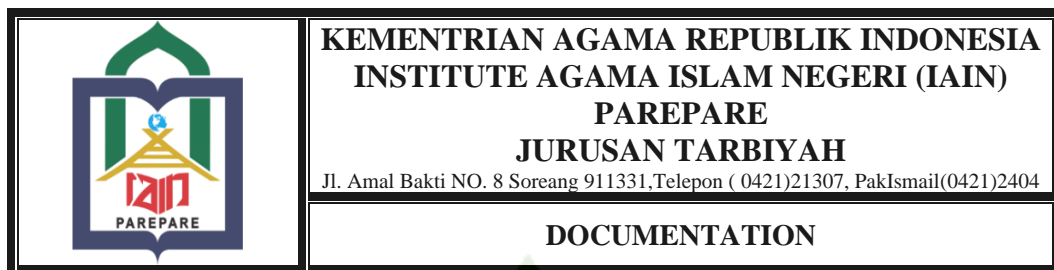 KEMENTRIAN AGAMA REPUBLIK INDONESIA
INSTITUTE AGAMA ISLAM NEGERI (IAIN)
PAREPARE
JURUSAN TARBIYAH
Jl. Amal Bakti NO. 8 Soreang 911331,Telepon ( 0421)21307, PakIsmail(0421)2404
DOCUMENTATION
iain
PAREPARE